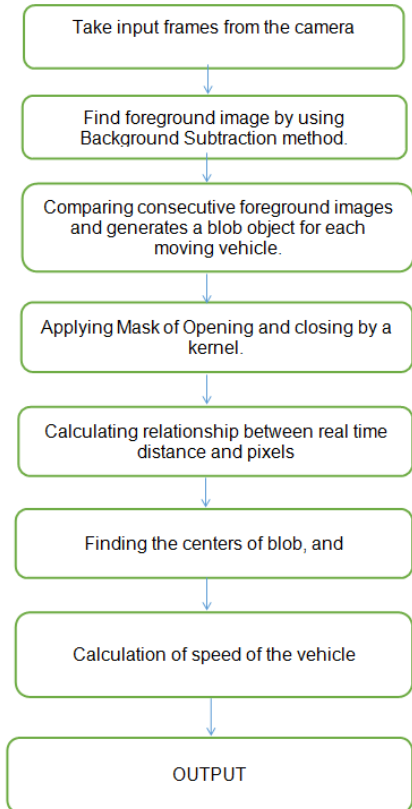 Take input frames from the camera
Find foreground image by using
Background Subtraction method.
Comparing consecutive foreground images
and generates a blob object for each
moving vehicle.
Applying Mask of Opening and closing by a
kernel.
Calculating relationship between real time
distance and pixels
Finding the centers of blob, and
Calculation of speed of the vehicle
OUTPUT